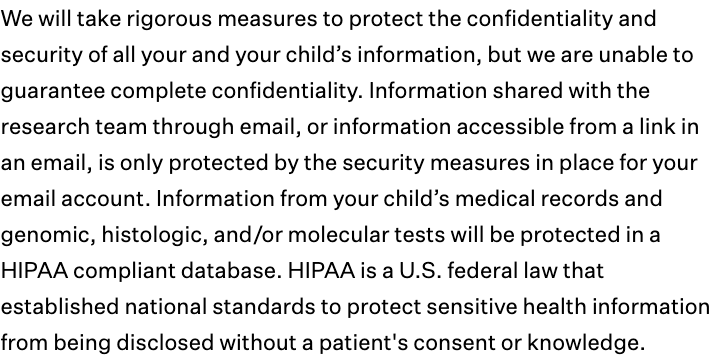 We will take rigorous measures to protect the confidentiality and
security of all your and your child’s information, but we are unable to
guarantee complete confidentiality. Information shared with the
research team through email, or information accessible from a link in
an email, is only protected by the security measures in place for your
email account. Information from your child’s medical records and
genomic, histologic, and/or molecular tests will be protected in a
HIPAA compliant database. HIPAA is a U.S. federal law that
established national standards to protect sensitive health information
from being disclosed without a patient's consent or knowledge.